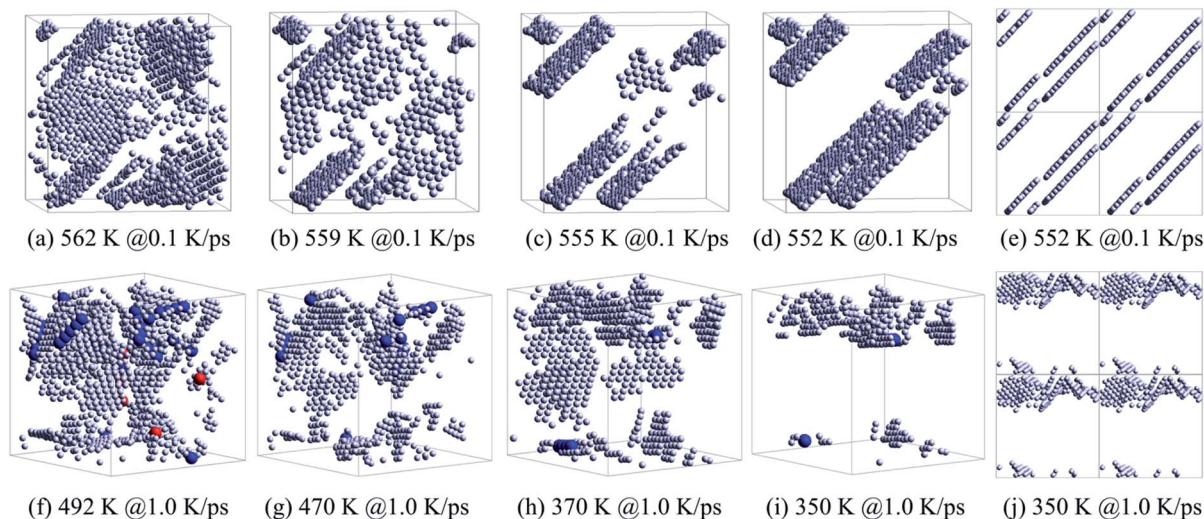 (a) 562 K @0.1 K/ps (b) 559 K @0.1 K/ps (c) 555 K @0.1 K/ps (d) 552 K @0.1 K/ps (e) 552 K @0.1 K/ps
(f) 492 K @1.0 K/ps (g) 470 K @1.0 K/ps (h) 370 K @1.0 K/ps (i) 350 K @1.0 K/ps (j) 350 K @1.0 K/ps